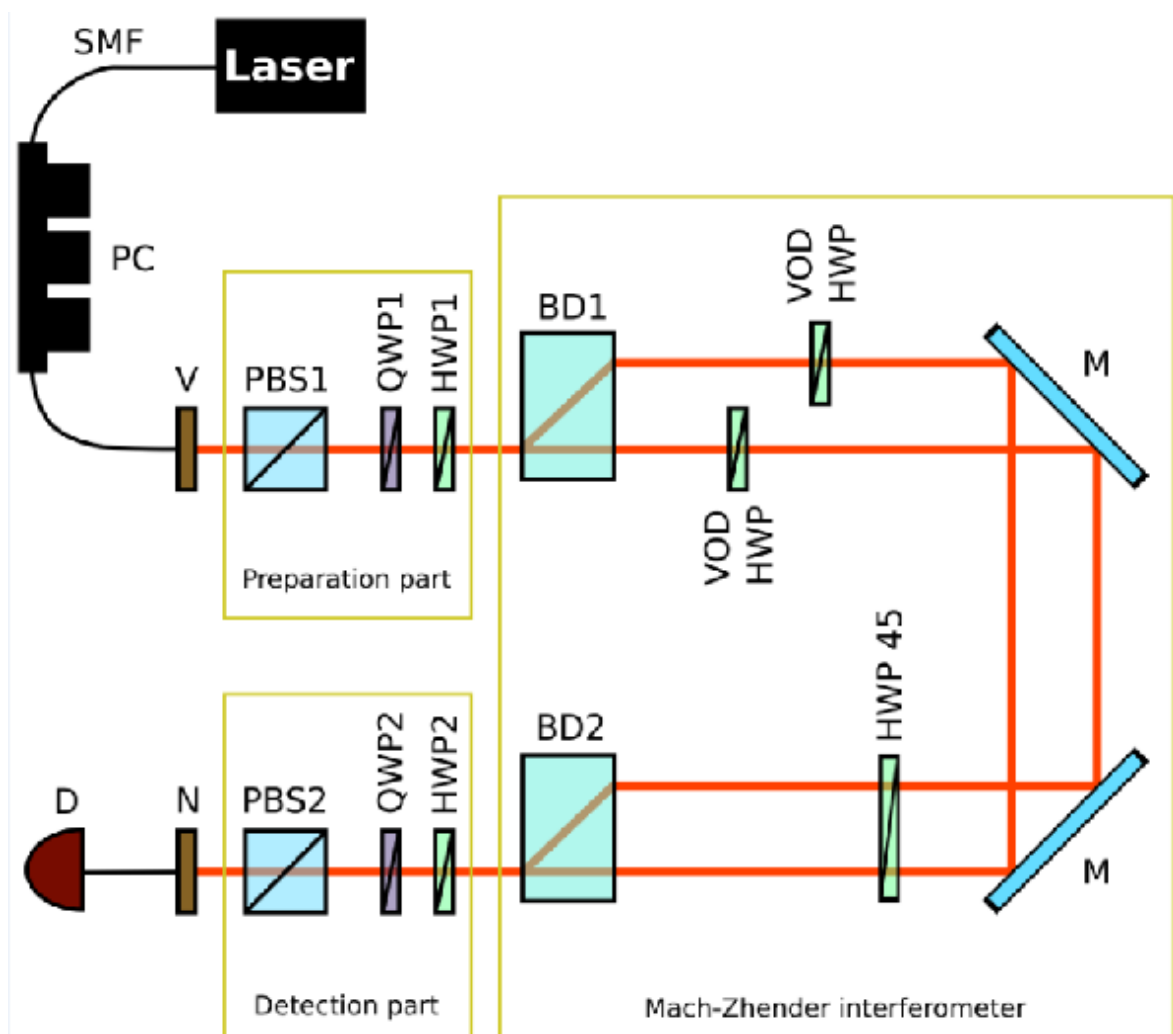 SMF
Laser
PC
V
PBS1
QWP1
HWP1
BD1
VOD
HWP
VOD
HWP
M
Preparation part
HWP 45
D
N
PBS2
QWP2
HWP2
BD2
M
Detection part
Mach-Zhender interferometer